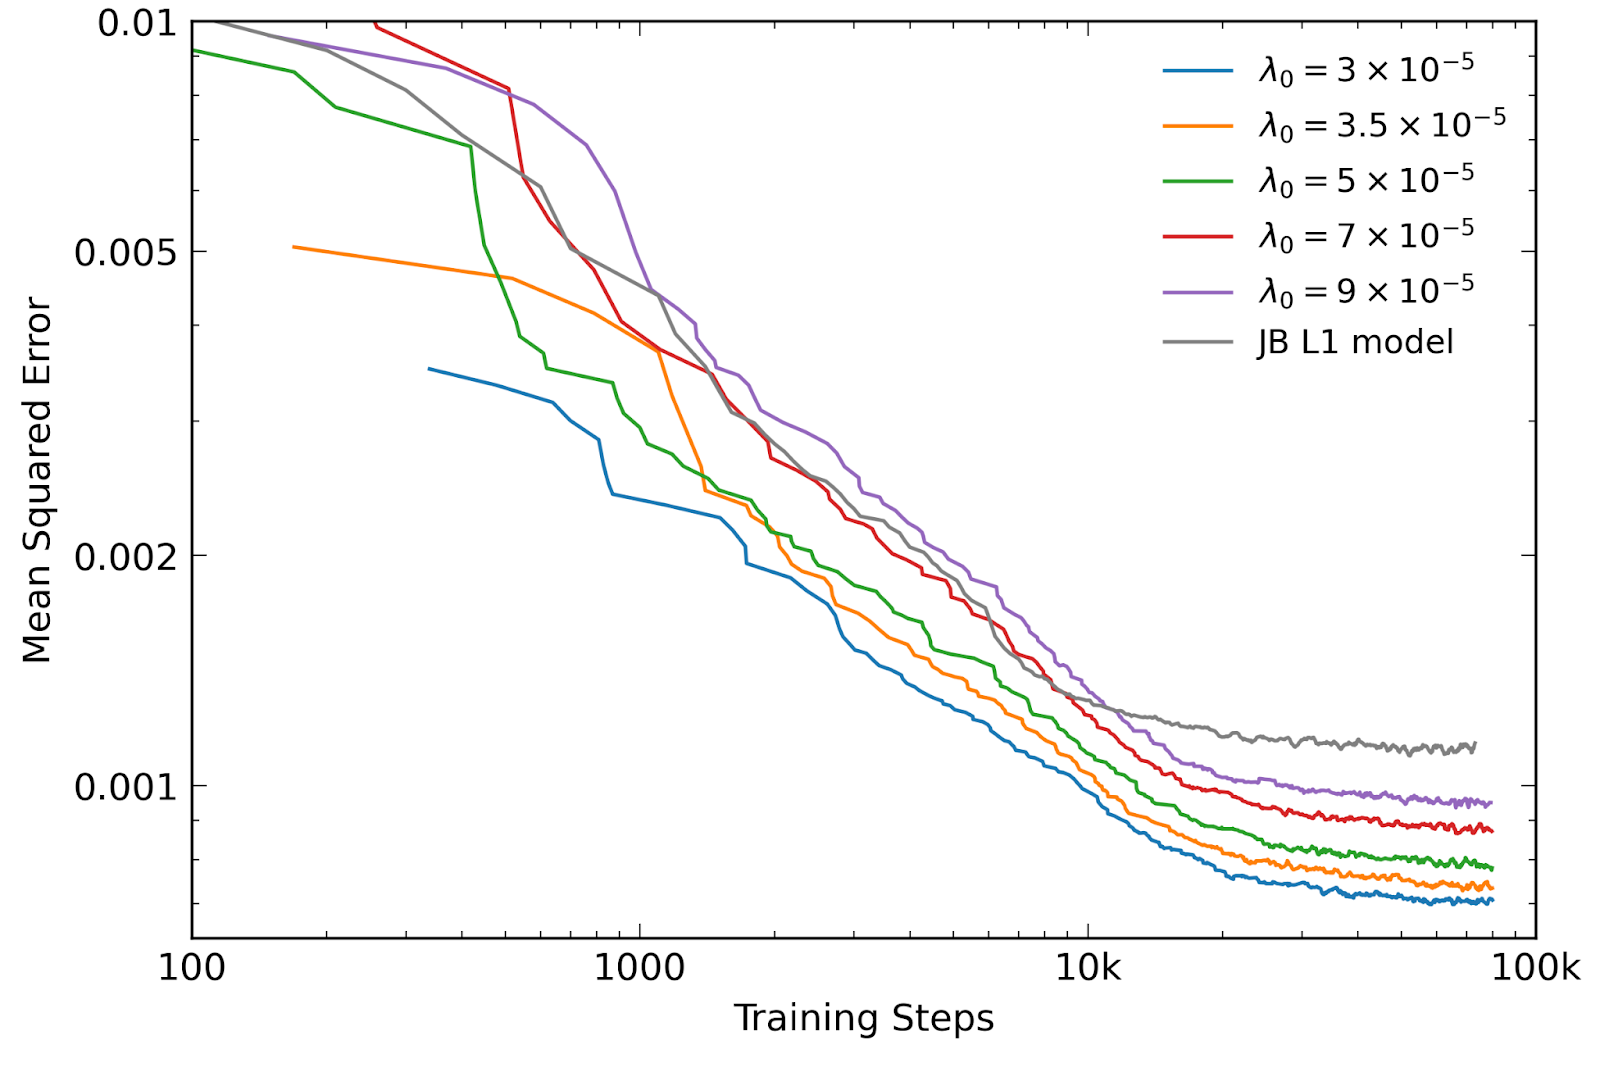 0.01
0.005
0.002
0.001
Mean Squared Error
100
1000
10k
100k
Training Steps
λ₀ = 3 × 10⁻⁵
λ₀ = 3.5 × 10⁻⁵
λ₀ = 5 × 10⁻⁵
λ₀ = 7 × 10⁻⁵
λ₀ = 9 × 10⁻⁵
JB L1 model